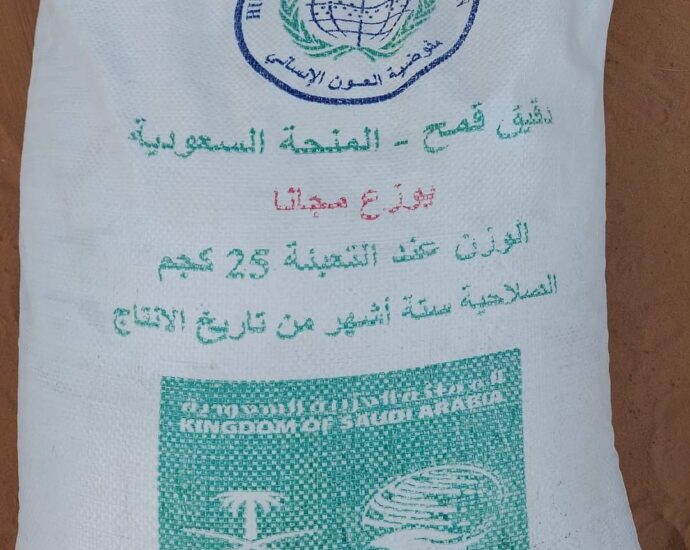 HU
مفوضية العون الإنساني
دقيق قمح - المنحة السعودية
يوزع مجانا
الوزن عند التعبئة 25 كجم
الصلاحية ستة أشهر من تاريخ الانتاج
المملكة العربية السعودية
KINGDOM OF SAUDI ARABIA